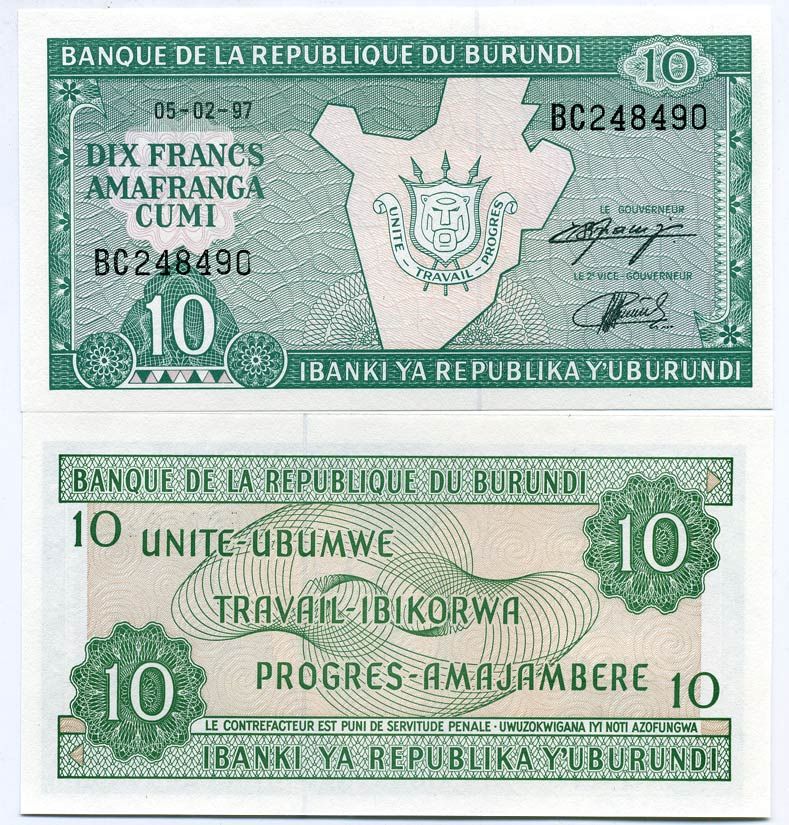 BANQUE DE LA REPUBLIQUE DU BURUNDI
10
05-02-97
BC248490
DIX FRANCS
AMAFRANGA
CUMI
UNITE - TRAVAIL - PROGRES
LE GOUVERNEUR
BC248490
LE 2e VICE-GOUVERNEUR
10
IBANKI YA REPUBLIKA Y'UBURUNDI
BANQUE DE LA REPUBLIQUE DU BURUNDI
10
10
UNITE-UBUMWE
TRAVAIL-IBIKORWA
PROGRES-AMAJAMBERE
10
10
LE CONTREFACTEUR EST PUNI DE SERVITUDE PENALE · UWUZOKWIGANA IYI NOTI AZOFUNGWA
IBANKI YA REPUBLIKA Y'UBURUNDI